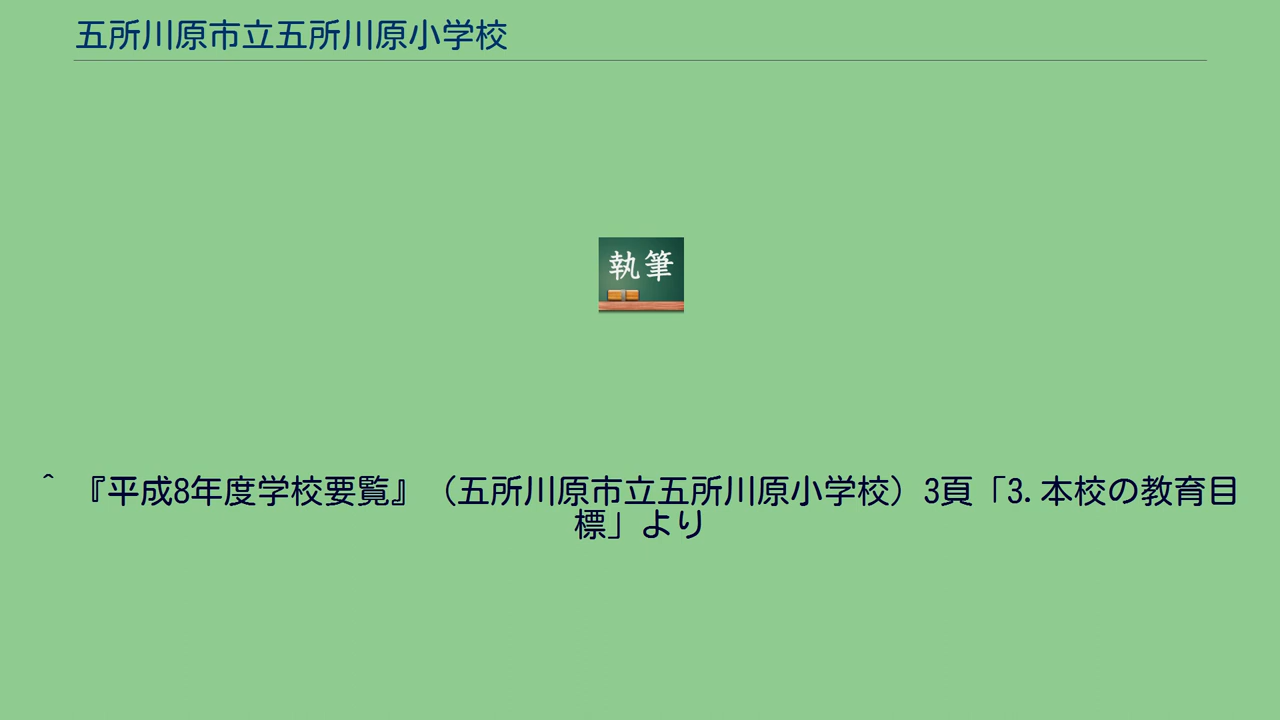 五所川原市立五所川原小学校
執筆
^ 『平成8年度学校要覧』（五所川原市立五所川原小学校）3頁「3.本校の教育目
標」より